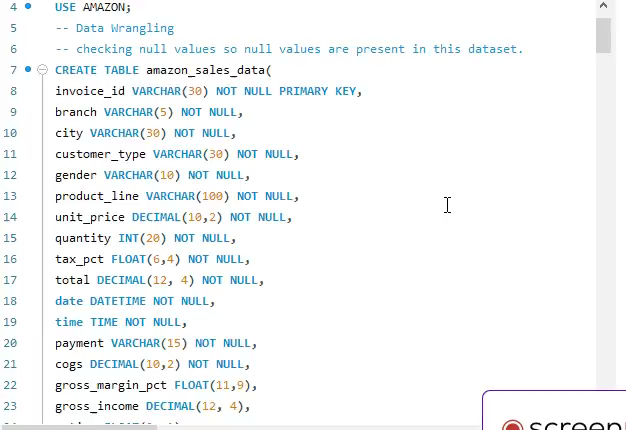 4 USE AMAZON;
5 -- Data Wrangling
6 -- checking null values so null values are present in this dataset.
7 CREATE TABLE amazon_sales_data(
8 invoice_id VARCHAR(30) NOT NULL PRIMARY KEY,
9 branch VARCHAR(5) NOT NULL,
10 city VARCHAR(30) NOT NULL,
11 customer_type VARCHAR(30) NOT NULL,
12 gender VARCHAR(10) NOT NULL,
13 product_line VARCHAR(100) NOT NULL,
14 unit_price DECIMAL(10,2) NOT NULL,
15 quantity INT(20) NOT NULL,
16 tax_pct FLOAT(6,4) NOT NULL,
17 total DECIMAL(12, 4) NOT NULL,
18 date DATETIME NOT NULL,
19 time TIME NOT NULL,
20 payment VARCHAR(15) NOT NULL,
21 cogs DECIMAL(10,2) NOT NULL,
22 gross_margin_pct FLOAT(11,9),
23 gross_income DECIMAL(12, 4),